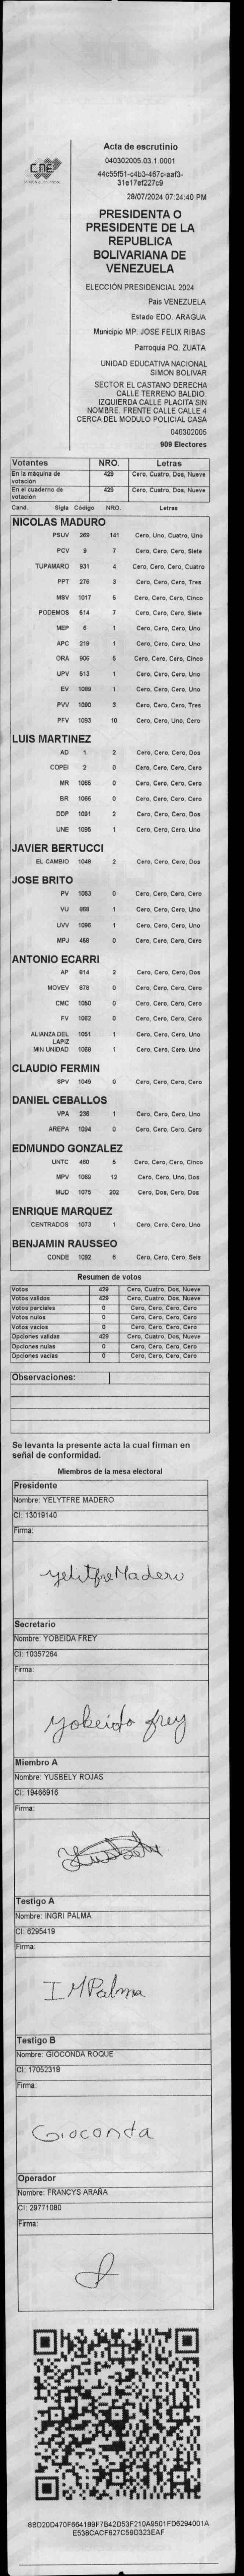 CNE
Acta de escrutinio
040302005.03.1.0001
44c55f51-c4b3-467c-aaf3-
31e17ef227c9
28/07/2024 07:24:40 PM
PRESIDENTA O
PRESIDENTE DE LA
REPUBLICA
BOLIVARIANA DE
VENEZUELA
ELECCIÓN PRESIDENCIAL 2024
País VENEZUELA
Estado EDO. ARAGUA
Municipio MP. JOSE FELIX RIBAS
Parroquia PQ. ZUATA
UNIDAD EDUCATIVA NACIONAL
SIMON BOLIVAR
SECTOR EL CASTANO DERECHA
CALLE TERRENO BALDIO.
IZQUIERDA CALLE PLACITA SIN
NOMBRE. FRENTE CALLE CALLE 4
CERCA DEL MODULO POLICIAL CASA
040302005
909 Electores
Votantes NRO. Letras
En la máquina de votación 429 Cero, Cuatro, Dos, Nueve
En el cuaderno de votación 429 Cero, Cuatro, Dos, Nueve
Cand. Sigla Código NRO. Letras
NICOLAS MADURO
PSUV 269 141 Cero, Uno, Cuatro, Uno
PCV 9 7 Cero, Cero, Cero, Siete
TUPAMARO 931 4 Cero, Cero, Cero, Cuatro
PPT 276 3 Cero, Cero, Cero, Tres
MSV 1017 5 Cero, Cero, Cero, Cinco
PODEMOS 514 7 Cero, Cero, Cero, Siete
MEP 6 1 Cero, Cero, Cero, Uno
APC 219 1 Cero, Cero, Cero, Uno
ORA 906 5 Cero, Cero, Cero, Cinco
UPV 513 1 Cero, Cero, Cero, Uno
EV 1089 1 Cero, Cero, Cero, Uno
PVV 1090 3 Cero, Cero, Cero, Tres
PFV 1093 10 Cero, Cero, Uno, Cero
LUIS MARTINEZ
AD 1 2 Cero, Cero, Cero, Dos
COPEI 2 0 Cero, Cero, Cero, Cero
MR 1065 0 Cero, Cero, Cero, Cero
BR 1066 0 Cero, Cero, Cero, Cero
DDP 1091 2 Cero, Cero, Cero, Dos
UNE 1095 1 Cero, Cero, Cero, Uno
JAVIER BERTUCCI
EL CAMBIO 1048 2 Cero, Cero, Cero, Dos
JOSE BRITO
PV 1053 0 Cero, Cero, Cero, Cero
VU 968 1 Cero, Cero, Cero, Uno
UVV 1096 1 Cero, Cero, Cero, Uno
MPJ 458 0 Cero, Cero, Cero, Cero
ANTONIO ECARRI
AP 914 2 Cero, Cero, Cero, Dos
MOVEV 879 0 Cero, Cero, Cero, Cero
CMC 1050 0 Cero, Cero, Cero, Cero
FV 1062 0 Cero, Cero, Cero, Cero
ALIANZA DEL LAPIZ 1051 1 Cero, Cero, Cero, Uno
MIN UNIDAD 1069 1 Cero, Cero, Cero, Uno
CLAUDIO FERMIN
SPV 1049 0 Cero, Cero, Cero, Cero
DANIEL CEBALLOS
VPA 236 1 Cero, Cero, Cero, Uno
AREPA 1094 0 Cero, Cero, Cero, Cero
EDMUNDO GONZALEZ
UNTC 460 5 Cero, Cero, Cero, Cinco
MPV 1069 12 Cero, Cero, Uno, Dos
MUD 1075 202 Cero, Dos, Cero, Dos
ENRIQUE MARQUEZ
CENTRADOS 1073 1 Cero, Cero, Cero, Uno
BENJAMIN RAUSSEO
CONDE 1092 6 Cero, Cero, Cero, Seis
Resumen de votos
Votos 429 Cero, Cuatro, Dos, Nueve
Votos validos 429 Cero, Cuatro, Dos, Nueve
Votos parciales 0 Cero, Cero, Cero, Cero
Votos nulos 0 Cero, Cero, Cero, Cero
Votos vacios 0 Cero, Cero, Cero, Cero
Opciones validas 429 Cero, Cuatro, Dos, Nueve
Opciones nulas 0 Cero, Cero, Cero, Cero
Opciones vacias 0 Cero, Cero, Cero, Cero
Observaciones:
Se levanta la presente acta la cual firman en
señal de conformidad.
Miembros de la mesa electoral
Presidente
Nombre: YELYTFRE MADERO
CI: 13019140
Firma:
yelitfre Madero
Secretario
Nombre: YOBEIDA FREY
CI: 10357264
Firma:
Yobeida frey
Miembro A
Nombre: YUSBELY ROJAS
CI: 19466916
Firma:
Testigo A
Nombre: INGRI PALMA
CI: 6295419
Firma:
I M Palma
Testigo B
Nombre: GIOCONDA ROQUE
CI: 17052318
Firma:
Gioconda
Operador
Nombre: FRANCYS ARAÑA
CI: 29771080
Firma:
8BD20D470F664189F7B42D53F210A9501FD6294001A
E538CACF627C59D323EAF